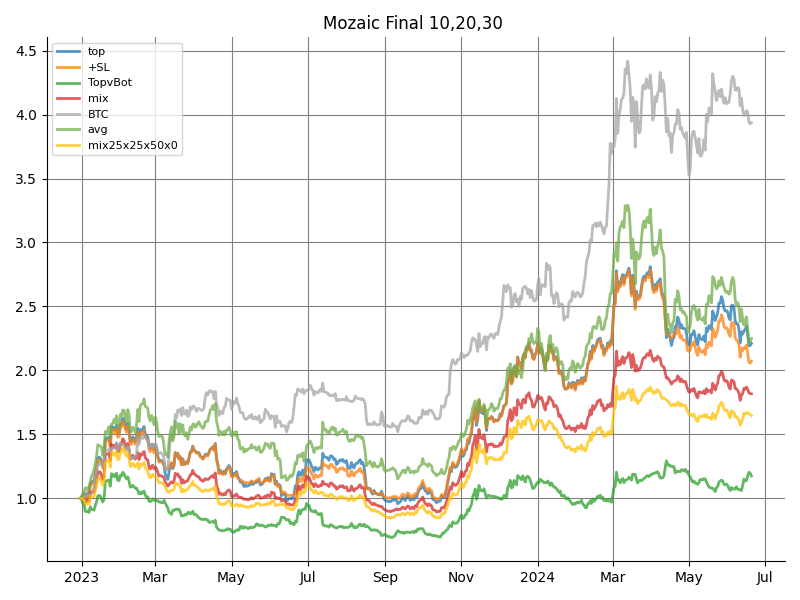 Mozaic Final 10,20,30
top
+SL
TopvBot
mix
BTC
avg
mix25x25x50x0
4.5
4.0
3.5
3.0
2.5
2.0
1.5
1.0
2023 Mar May Jul Sep Nov 2024 Mar May Jul